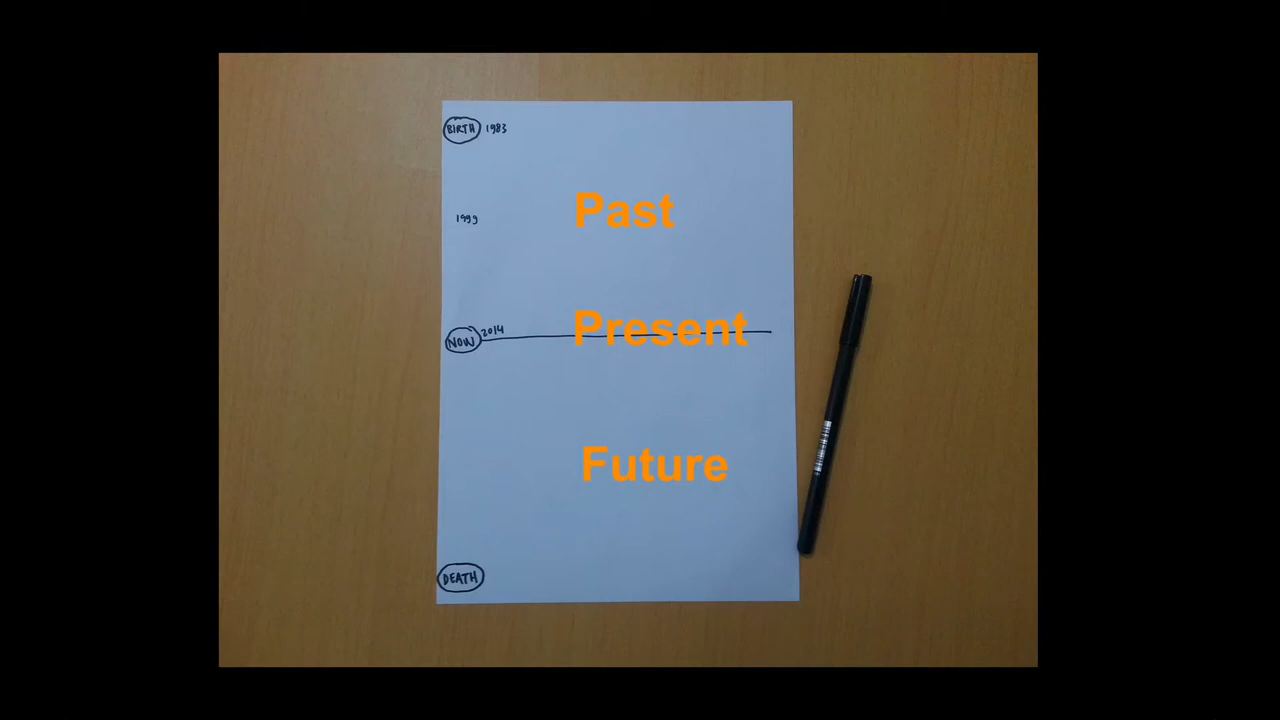 BIRTH 1983
Past
1999
2014
Present
NOW
Future
DEATH